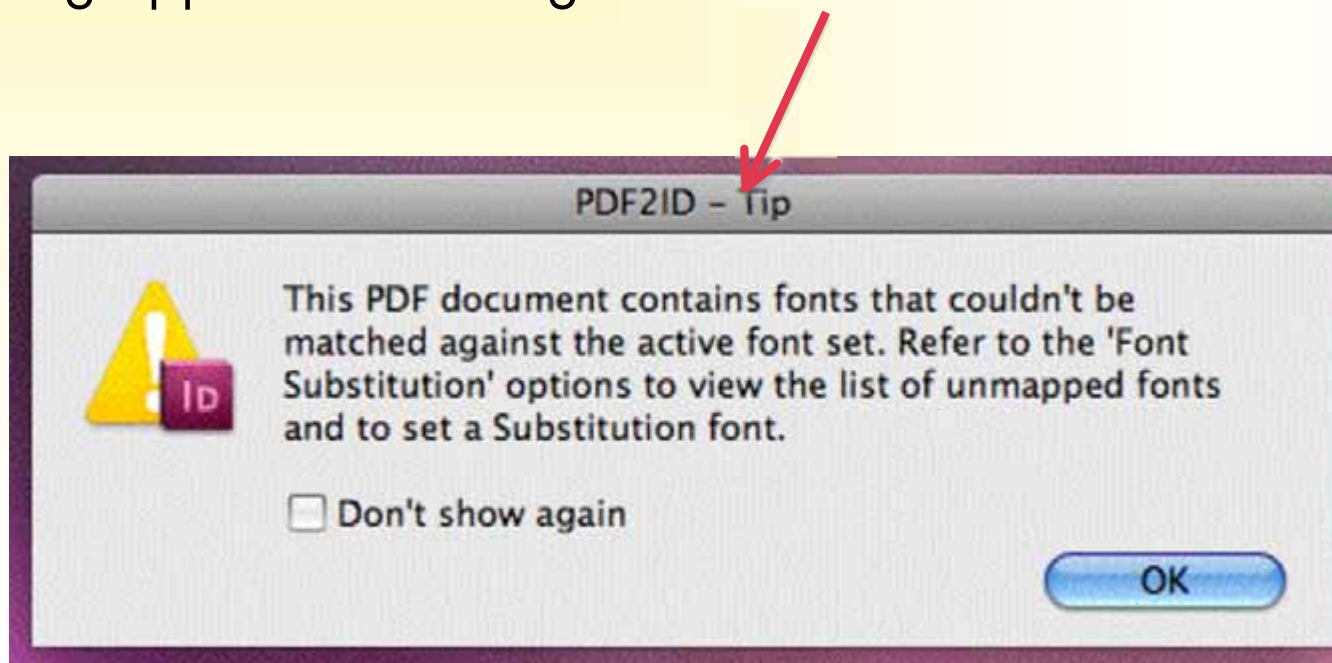 PDF2ID – Tip
This PDF document contains fonts that couldn't be
matched against the active font set. Refer to the 'Font
Substitution' options to view the list of unmapped fonts
and to set a Substitution font.
ID
Don't show again
OK